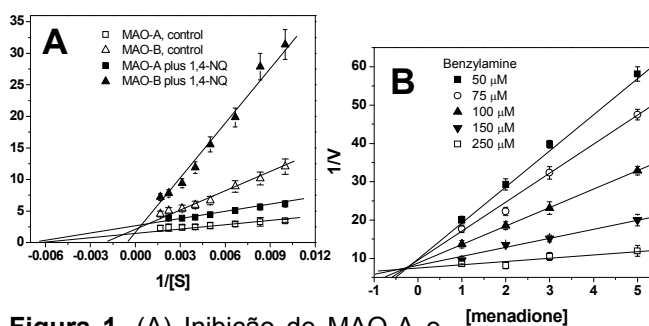 A
MAO-A, control
MAO-B, control
MAO-A plus 1,4-NQ
MAO-B plus 1,4-NQ
35
30
25
20
15
10
5
0
-0.006
-0.003
0.000
0.003
0.006
0.009
0.012
1/[S]
B
Benzylamine
50 µM
75 µM
100 µM
150 µM
250 µM
1/V
60
50
40
30
20
10
0
-1
0
1
2
3
4
5
[menadione]
Figura 1. (A) Inibição de MAO-A e